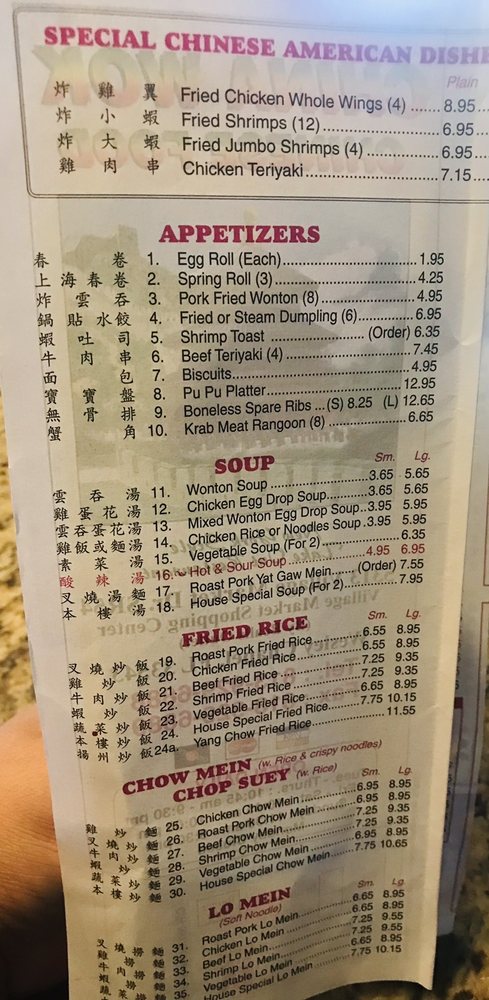 SPECIAL CHINESE AMERICAN DISHE
Plain
炸雞翼 Fried Chicken Whole Wings (4) ....... 8.95
炸小蝦 Fried Shrimps (12) ....... 6.95
炸大蝦 Fried Jumbo Shrimps (4) ....... 6.95
雞肉串 Chicken Teriyaki ....... 7.15
APPETIZERS
春卷 1. Egg Roll (Each) ....... 1.95
上海春卷 2. Spring Roll (3) ....... 4.25
炸雲吞 3. Pork Fried Wonton (8) ....... 4.95
鍋貼水餃 4. Fried or Steam Dumpling (6) ....... 6.95
蝦吐司 5. Shrimp Toast ....... (Order) 6.35
牛肉串 6. Beef Teriyaki (4) ....... 7.45
面包 7. Biscuits ....... 4.95
寶寶盤 8. Pu Pu Platter ....... 12.95
無骨排 9. Boneless Spare Ribs ... (S) 8.25 (L) 12.65
蟹角 10. Krab Meat Rangoon (8) ....... 6.65
SOUP Sm. Lg.
雲吞湯 11. Wonton Soup ....... 3.65 5.65
雞蛋花湯 12. Chicken Egg Drop Soup ....... 3.65 5.65
雲吞蛋花湯 13. Mixed Wonton Egg Drop Soup .. 3.95 5.95
雞飯或麵湯 14. Chicken Rice or Noodles Soup .. 3.95 5.95
素菜湯 15. Vegetable Soup (For 2) ....... 6.35
酸辣湯 16. Hot & Sour Soup ....... 4.95 6.95
叉燒湯麵 17. Roast Pork Yat Gaw Mein ....... (Order) 7.55
本樓湯 18. House Special Soup (For 2) ....... 7.95
FRIED RICE Sm. Lg.
叉燒炒飯 19. Roast Pork Fried Rice ....... 6.55 8.95
雞炒飯 20. Chicken Fried Rice ....... 6.55 8.95
牛肉炒飯 21. Beef Fried Rice ....... 7.25 9.35
蝦炒飯 22. Shrimp Fried Rice ....... 7.25 9.35
蔬菜炒飯 23. Vegetable Fried Rice ....... 6.65 8.95
本樓炒飯 24. House Special Fried Rice ....... 7.75 10.15
揚州炒飯 24a. Yang Chow Fried Rice ....... 11.55
CHOW MEIN (w. Rice & crispy noodles)
CHOP SUEY (w. Rice) Sm. Lg.
雞炒麵 25. Chicken Chow Mein ....... 6.95 8.95
叉燒炒麵 26. Roast Pork Chow Mein ....... 6.95 8.95
牛肉炒麵 27. Beef Chow Mein ....... 7.25 9.35
蝦炒麵 28. Shrimp Chow Mein ....... 7.25 9.35
蔬菜炒麵 29. Vegetable Chow Mein ....... 6.95 8.95
本樓炒麵 30. House Special Chow Mein ....... 7.75 10.65
LO MEIN
(Soft Noodle) Sm. Lg.
叉燒撈麵 31. Roast Pork Lo Mein ....... 6.65 8.95
雞撈麵 32. Chicken Lo Mein ....... 6.65 8.95
牛肉撈麵 33. Beef Lo Mein ....... 7.25 9.55
蝦撈麵 34. Shrimp Lo Mein ....... 7.25 9.55
蔬菜撈麵 35. Vegetable Lo Mein ....... 6.65 8.95
House Special Lo Mein ....... 7.75 10.15